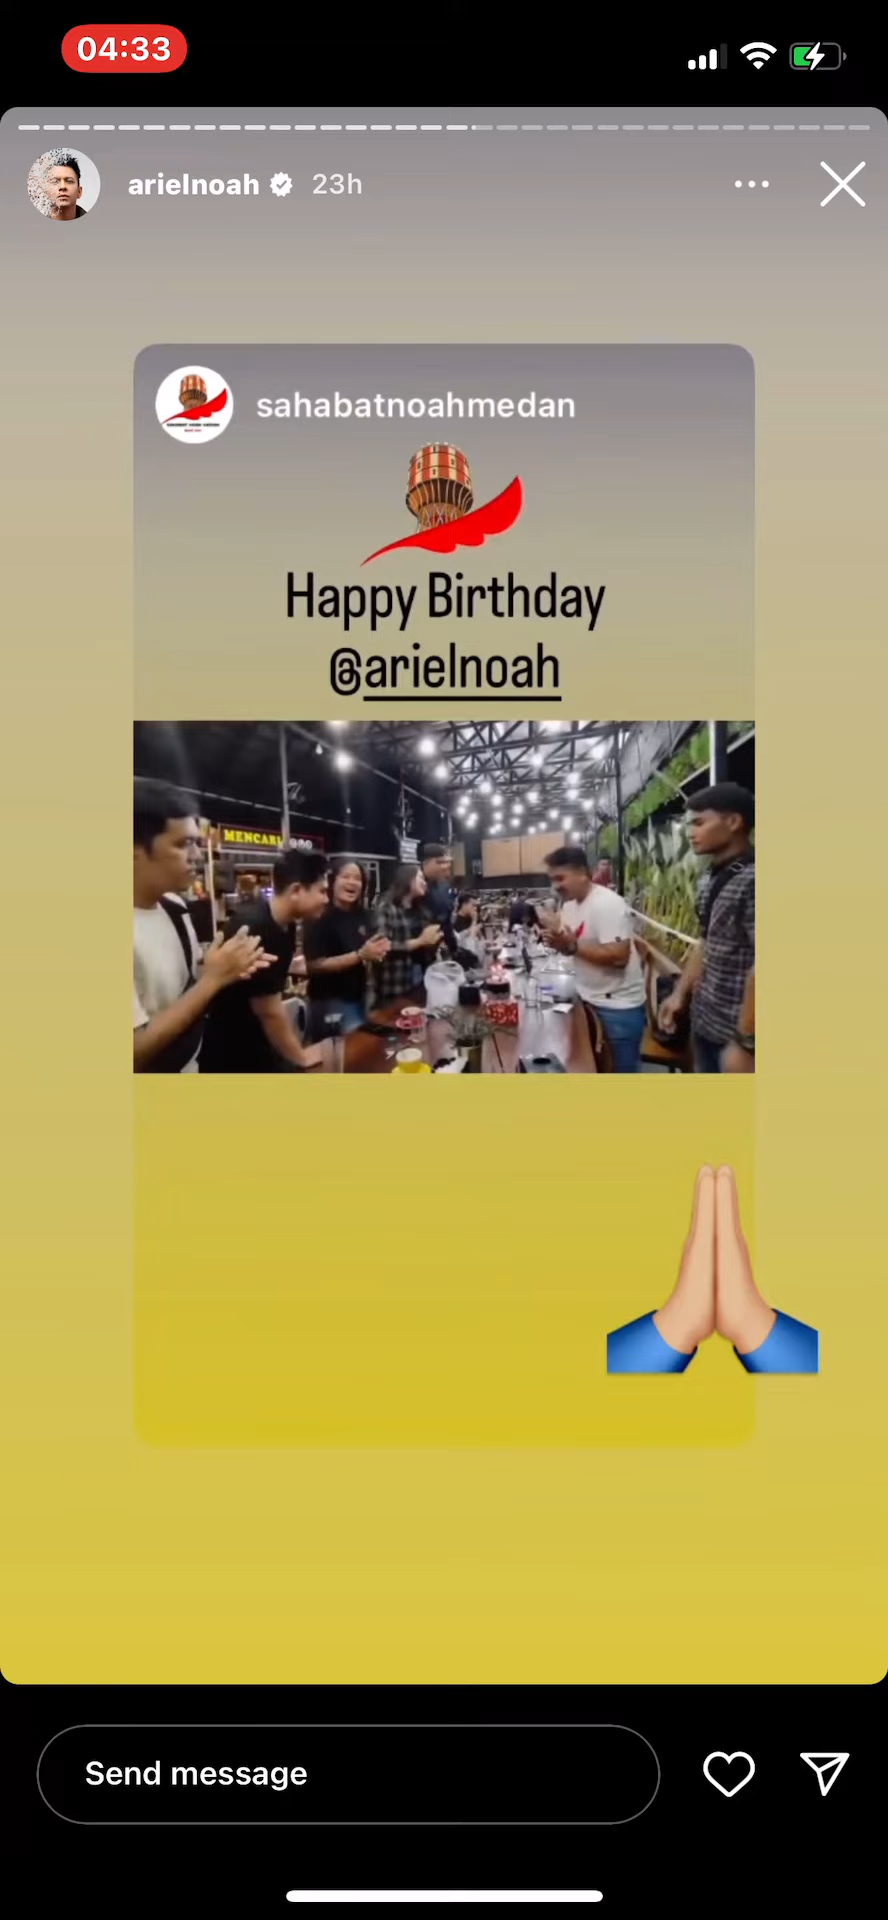 04:33
arielnoah 23h
sahabatnoahmedan
Happy Birthday
@arielnoah
MENCARI
Send message